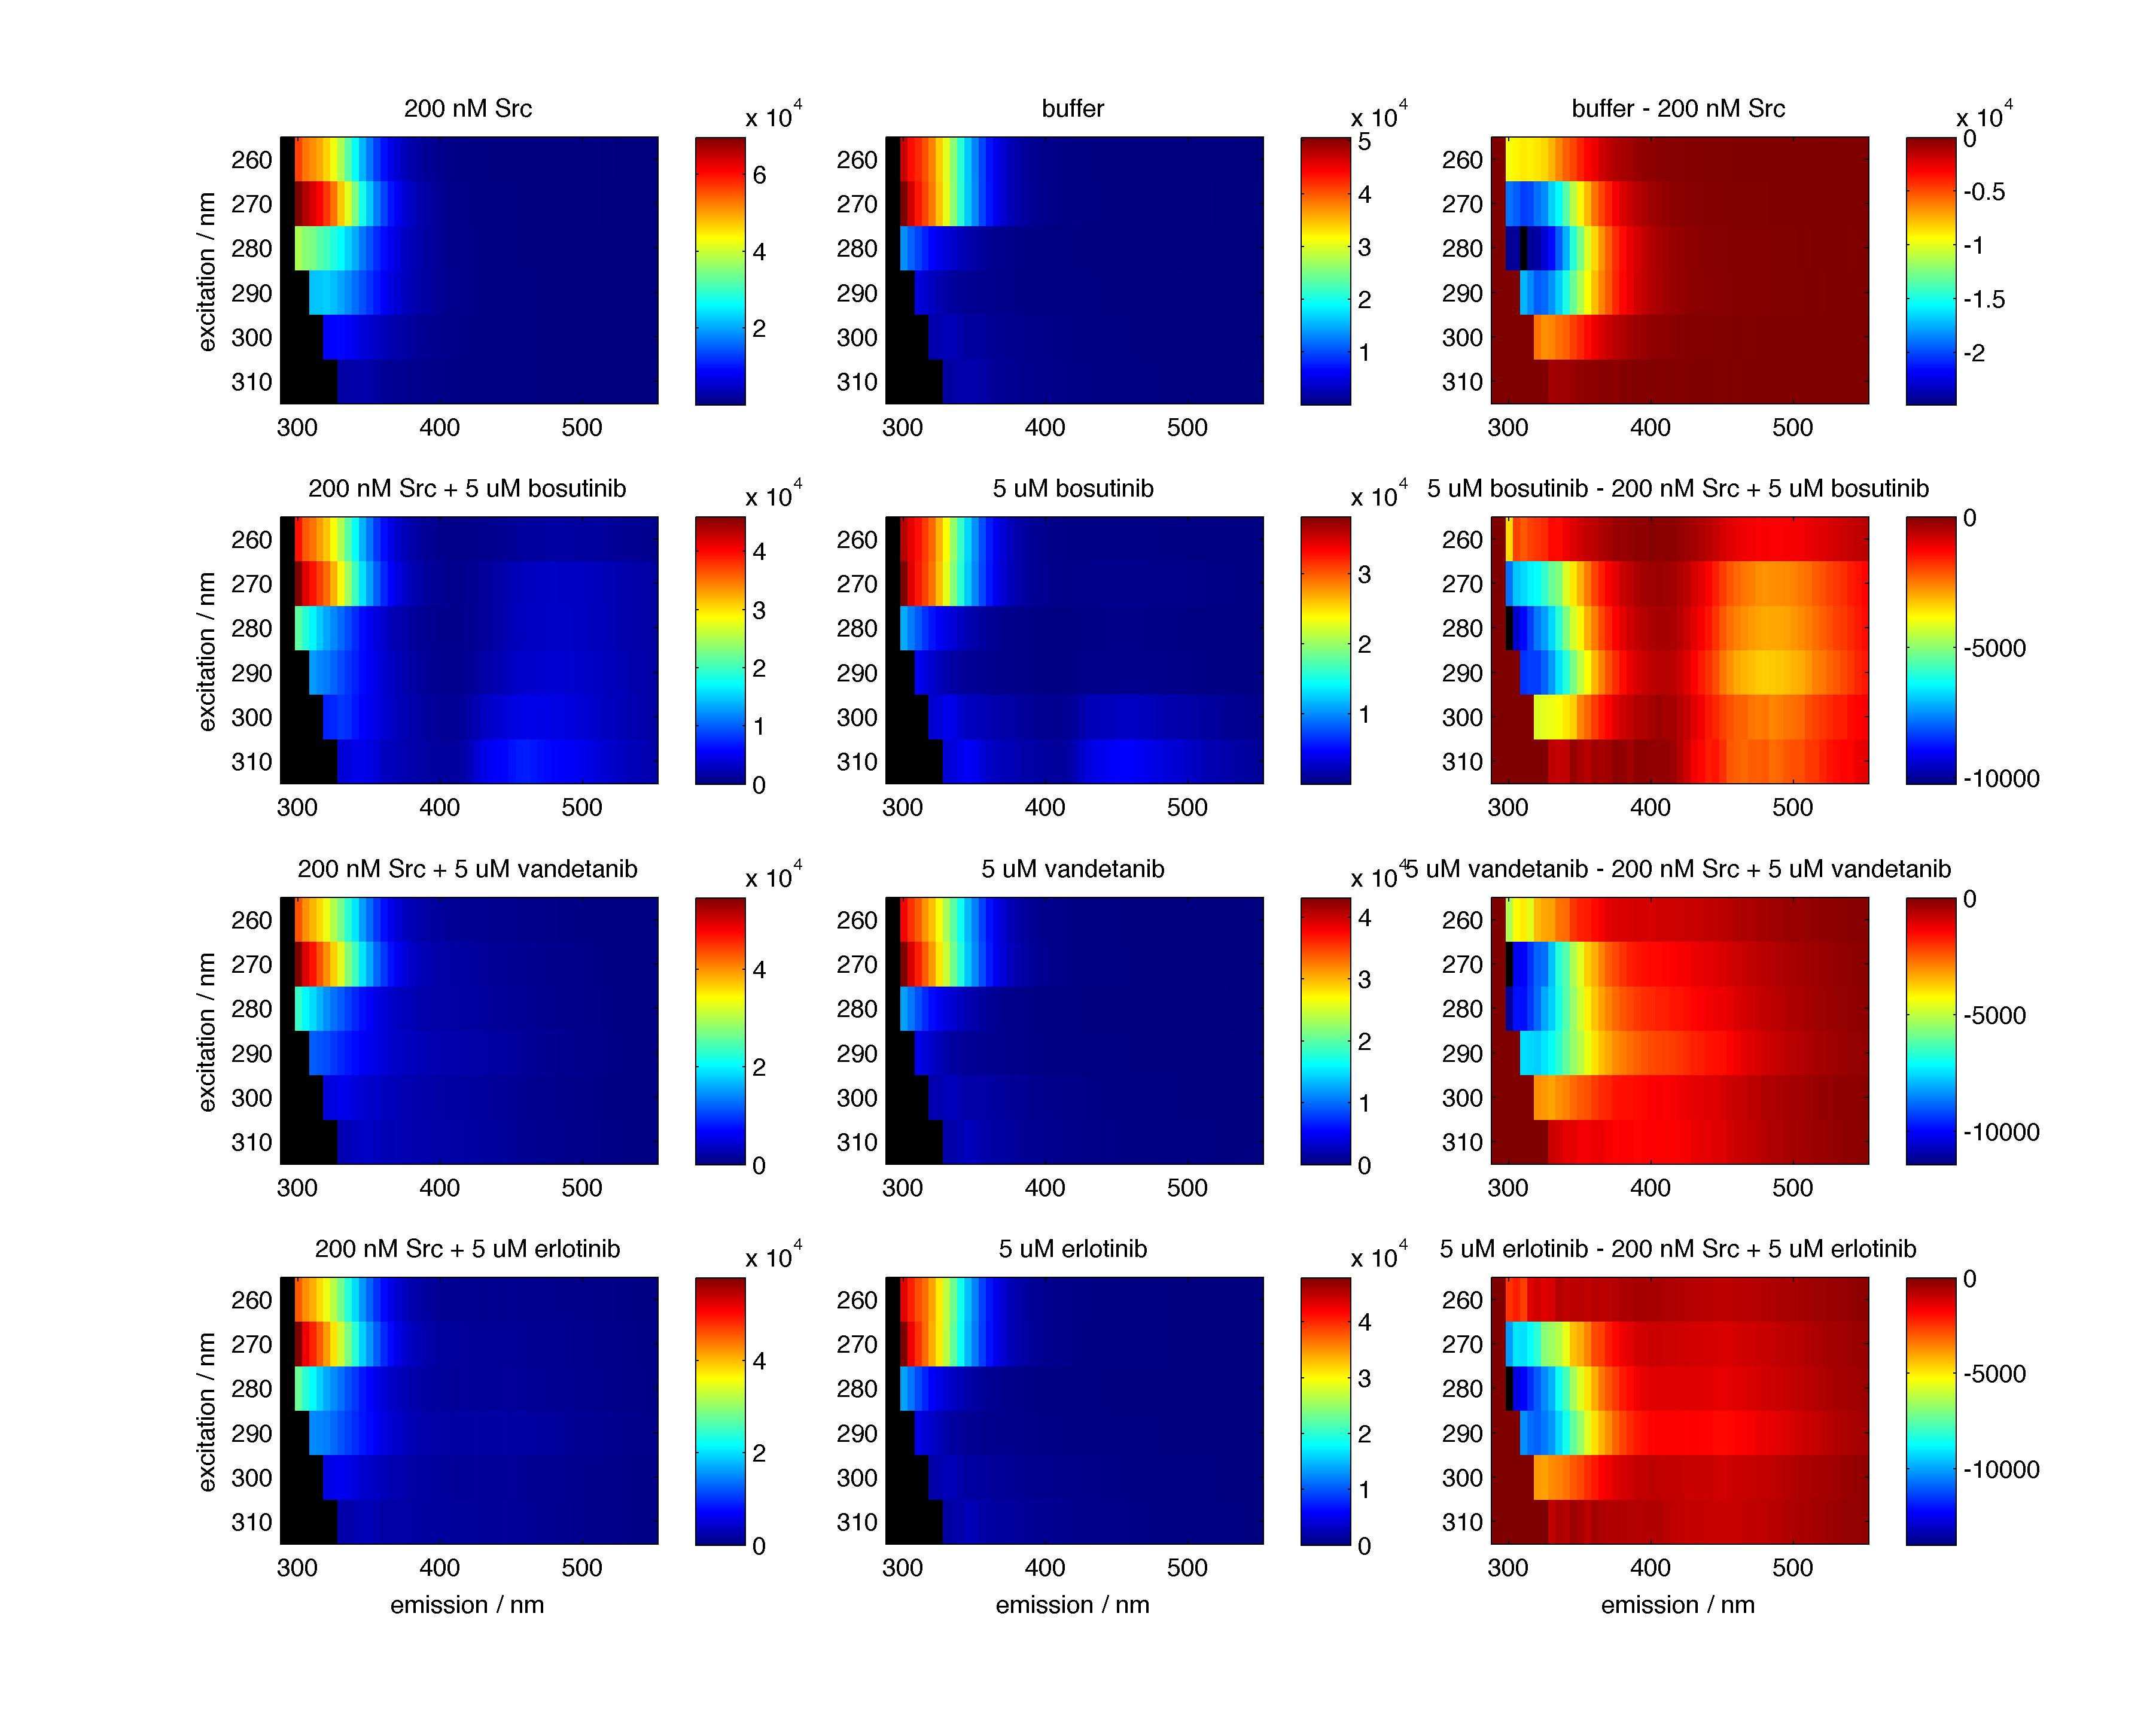 200 nM Src
x 10^4
260
270
280
290
300
310
excitation / nm
300 400 500
6
4
2
buffer
x 10^4
260
270
280
290
300
310
300 400 500
5
4
3
2
1
buffer - 200 nM Src
x 10^4
260
270
280
290
300
310
300 400 500
0
-0.5
-1
-1.5
-2
200 nM Src + 5 uM bosutinib
x 10^4
260
270
280
290
300
310
excitation / nm
300 400 500
4
3
2
1
0
5 uM bosutinib
x 10^4
260
270
280
290
300
310
300 400 500
3
2
1
5 uM bosutinib - 200 nM Src + 5 uM bosutinib
260
270
280
290
300
310
300 400 500
0
-5000
-10000
200 nM Src + 5 uM vandetanib
x 10^4
260
270
280
290
300
310
excitation / nm
300 400 500
4
2
0
5 uM vandetanib
x 10^4
260
270
280
290
300
310
300 400 500
4
3
2
1
0
5 uM vandetanib - 200 nM Src + 5 uM vandetanib
260
270
280
290
300
310
300 400 500
0
-5000
-10000
200 nM Src + 5 uM erlotinib
x 10^4
260
270
280
290
300
310
excitation / nm
300 400 500
emission / nm
4
2
0
5 uM erlotinib
x 10^4
260
270
280
290
300
310
300 400 500
emission / nm
4
3
2
1
0
5 uM erlotinib - 200 nM Src + 5 uM erlotinib
260
270
280
290
300
310
300 400 500
emission / nm
0
-5000
-10000